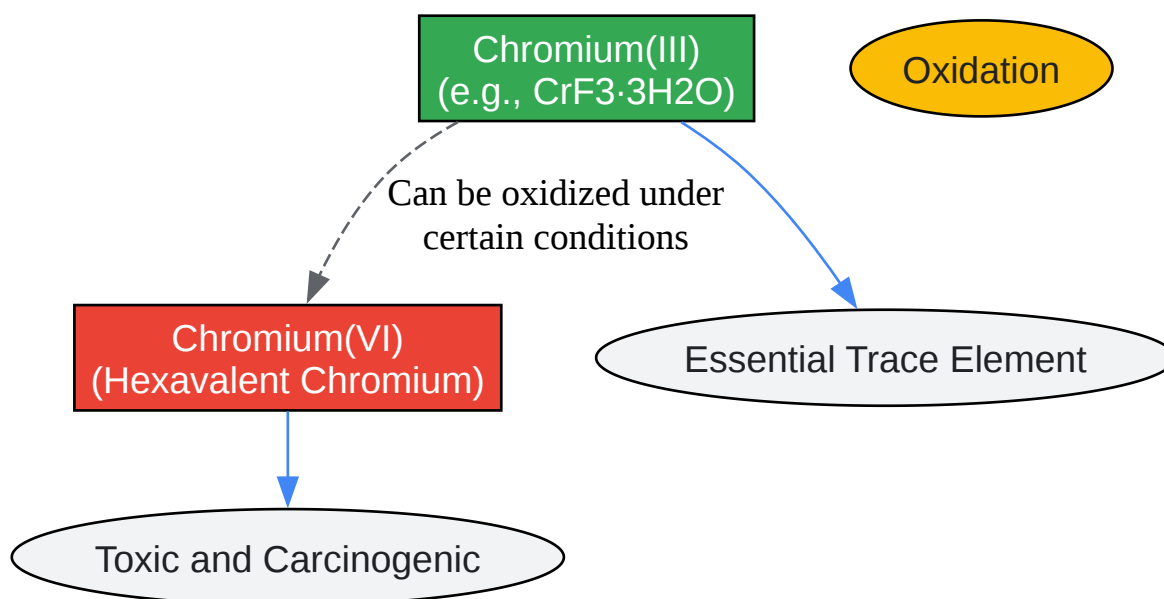 Chromium(III)
(e.g., CrF3·3H2O)
Oxidation
Can be oxidized under
certain conditions
Chromium(VI)
(Hexavalent Chromium)
Essential Trace Element
Toxic and Carcinogenic